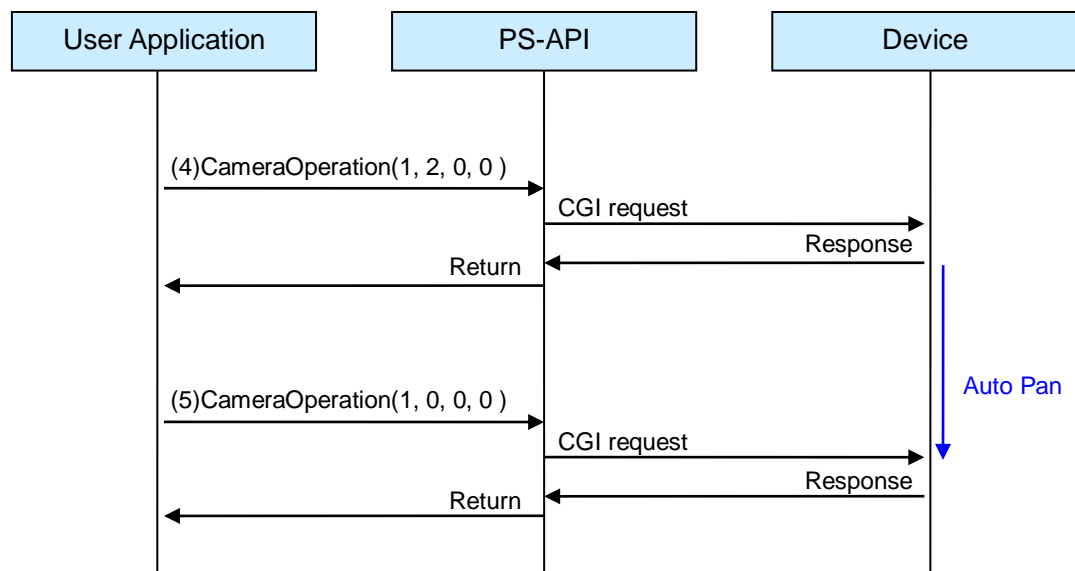 User Application
PS-API
Device
(4)CameraOperation(1, 2, 0, 0 )
CGI request
Response
Return
Auto Pan
(5)CameraOperation(1, 0, 0, 0 )
CGI request
Response
Return